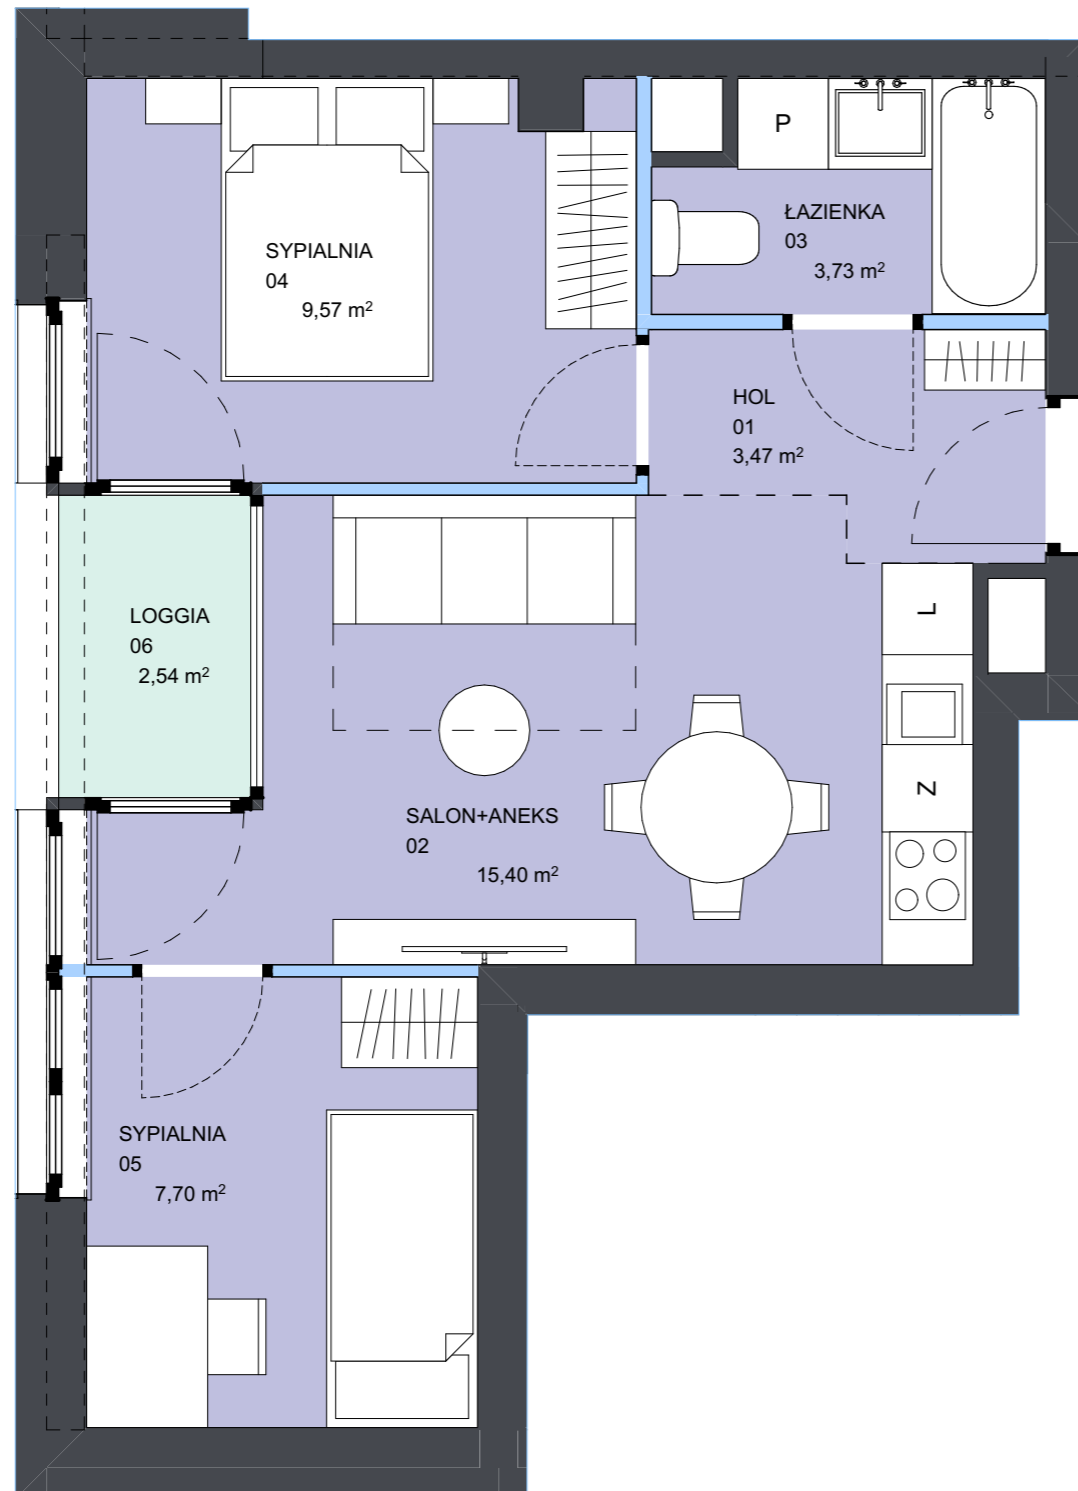 P
ŁAZIENKA
03
3,73 m²
SYPIALNIA
04
9,57 m²
HOL
01
3,47 m²
LOGGIA
06
2,54 m²
L
Z
SALON+ANEKS
02
15,40 m²
SYPIALNIA
05
7,70 m²